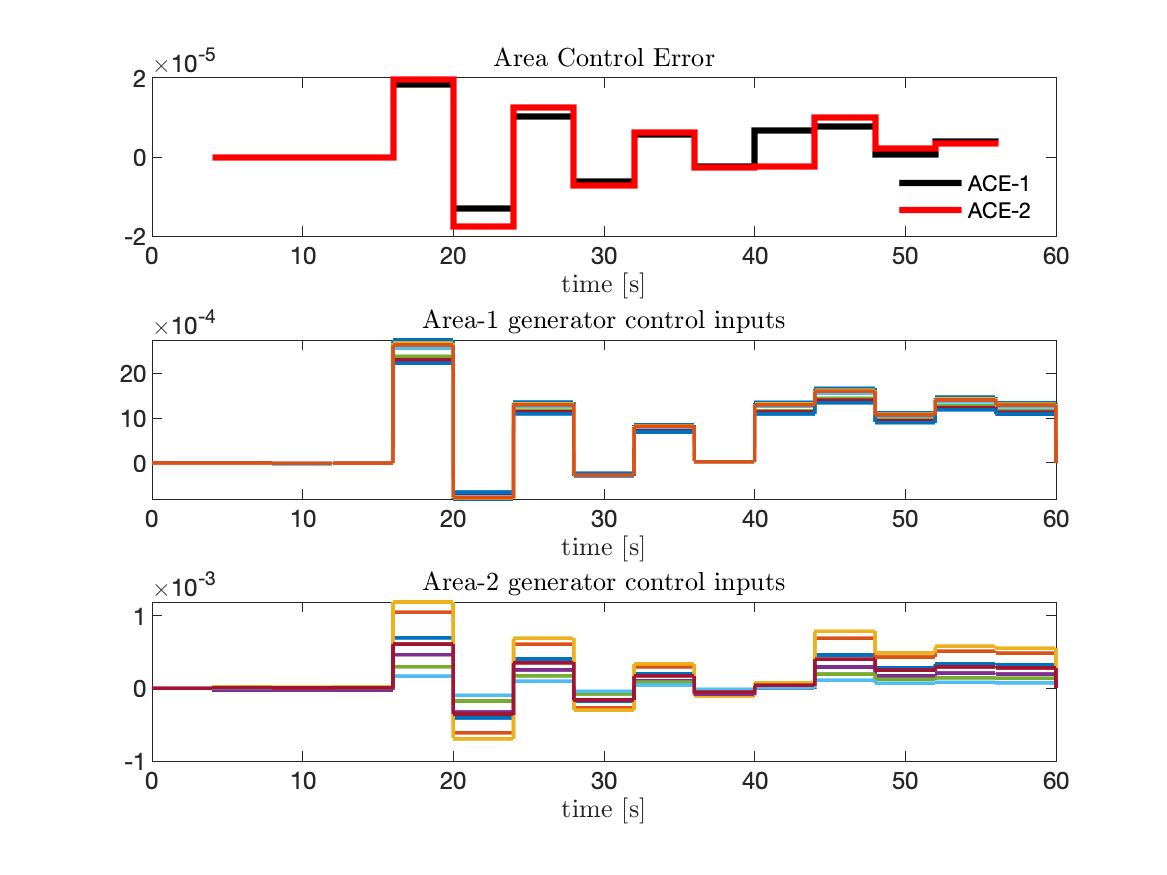 Area Control Error
×10-5
2
0
-2
0 10 20 30 40 50 60
time [s]
ACE-1
ACE-2
Area-1 generator control inputs
×10-4
20
10
0
0 10 20 30 40 50 60
time [s]
Area-2 generator control inputs
×10-3
1
0
-1
0 10 20 30 40 50 60
time [s]